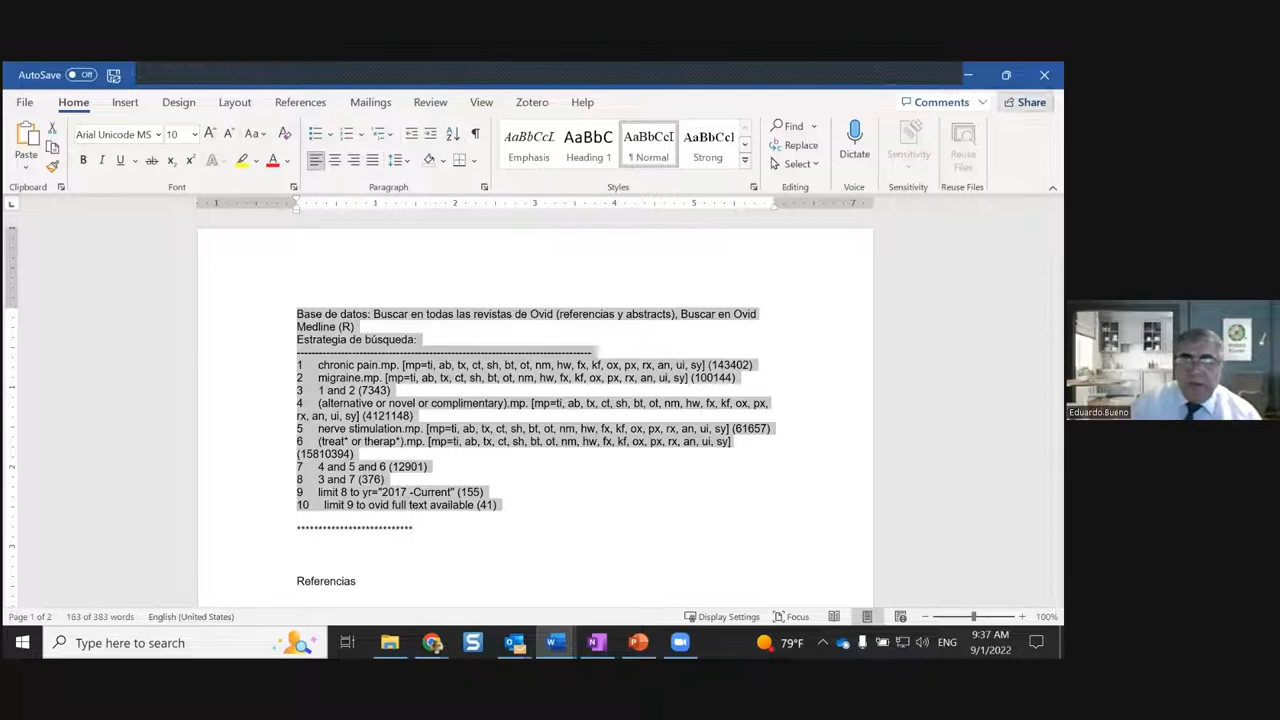 AutoSave Off
File Home Insert Design Layout References Mailings Review View Zotero Help Comments Share
Arial Unicode MS 10 Aa
AaBbCcI AaBbC AaBbCcI AaBbCcl
Find
Replace
Select
Paste
Emphasis Heading 1 ¶ Normal Strong
Dictate Sensitivity Reuse
Files
Clipboard Font Paragraph Styles Editing Voice Sensitivity Reuse Files
1 1 2 3 4 5 7
Base de datos: Buscar en todas las revistas de Ovid (referencias y abstracts), Buscar en Ovid
Medline (R)
Estrategia de búsqueda:
--------------------------------------------------------------------------------
1 chronic pain.mp. [mp=ti, ab, tx, ct, sh, bt, ot, nm, hw, fx, kf, ox, px, rx, an, ui, sy] (143402)
2 migraine.mp. [mp=ti, ab, tx, ct, sh, bt, ot, nm, hw, fx, kf, ox, px, rx, an, ui, sy] (100144)
3 1 and 2 (7343)
4 (alternative or novel or complimentary).mp. [mp=ti, ab, tx, ct, sh, bt, ot, nm, hw, fx, kf, ox, px,
rx, an, ui, sy] (4121148)
5 nerve stimulation.mp. [mp=ti, ab, tx, ct, sh, bt, ot, nm, hw, fx, kf, ox, px, rx, an, ui, sy] (61657)
6 (treat* or therap*).mp. [mp=ti, ab, tx, ct, sh, bt, ot, nm, hw, fx, kf, ox, px, rx, an, ui, sy]
(15810394)
7 4 and 5 and 6 (12901)
8 3 and 7 (376)
9 limit 8 to yr="2017 -Current" (155)
10 limit 9 to ovid full text available (41)
***************************
Referencias
Eduardo.Bueno
Page 1 of 2 163 of 383 words English (United States) Display Settings Focus 100%
Type here to search
79°F ENG
9:37 AM
9/1/2022